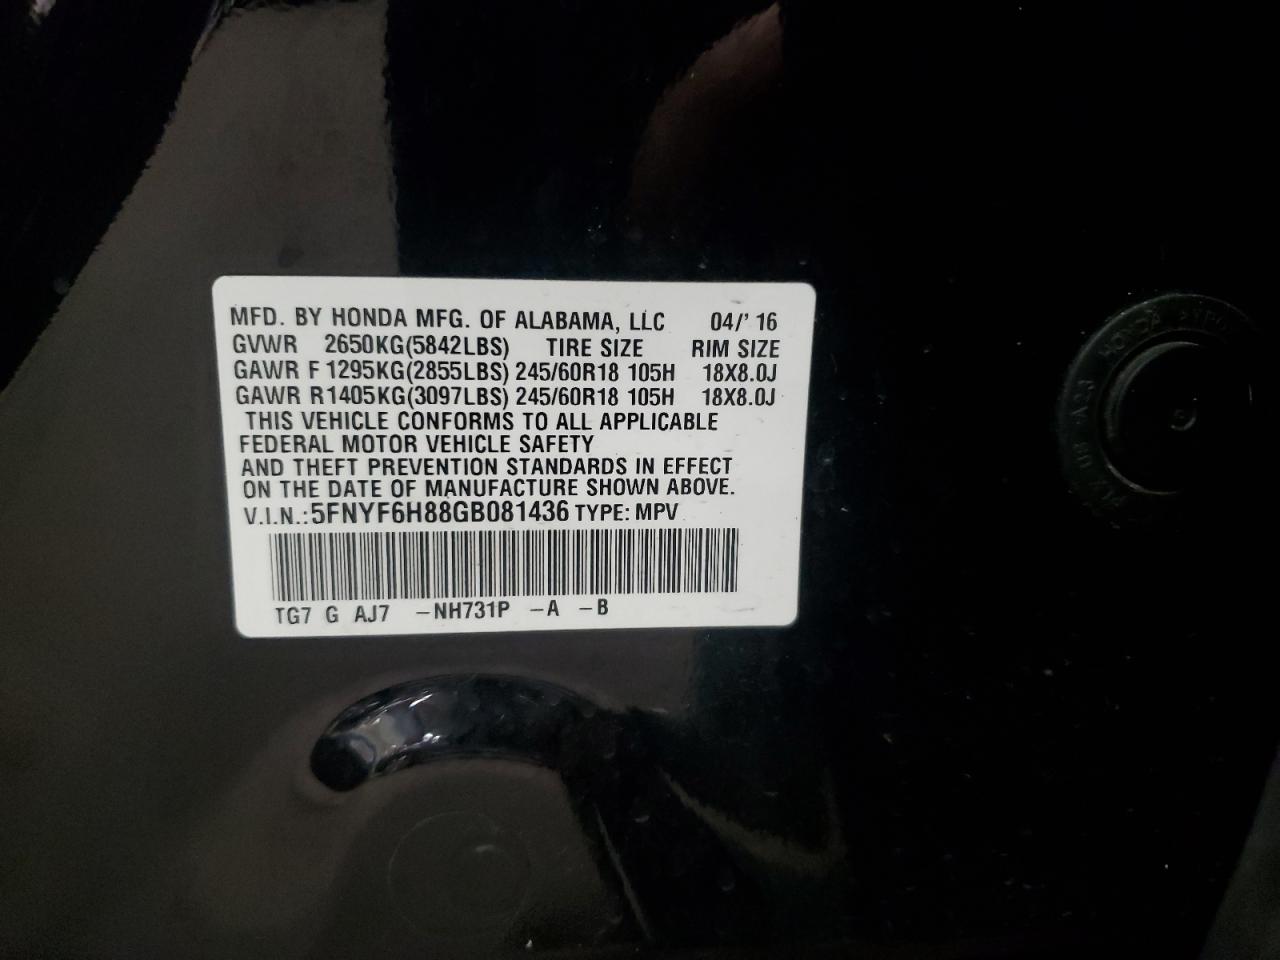 MFD. BY HONDA MFG. OF ALABAMA, LLC 04/'16
GVWR 2650KG(5842LBS) TIRE SIZE RIM SIZE
GAWR F 1295KG(2855LBS) 245/60R18 105H 18X8.0J
GAWR R1405KG(3097LBS) 245/60R18 105H 18X8.0J
THIS VEHICLE CONFORMS TO ALL APPLICABLE
FEDERAL MOTOR VEHICLE SAFETY
AND THEFT PREVENTION STANDARDS IN EFFECT
ON THE DATE OF MANUFACTURE SHOWN ABOVE.
V.I.N.:5FNYF6H88GB081436 TYPE: MPV
TG7 G AJ7 -NH731P -A -B
HONDA